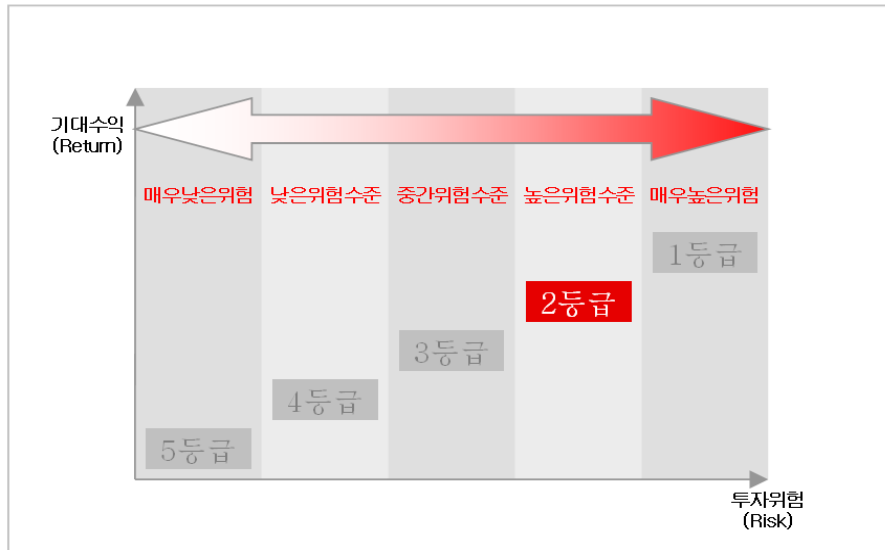 기대수익
(Return)
매우낮은위험 낮은위험수준 중간위험수준 높은위험수준 매우높은위험
1등급
2등급
3등급
4등급
5등급
투자위험
(Risk)